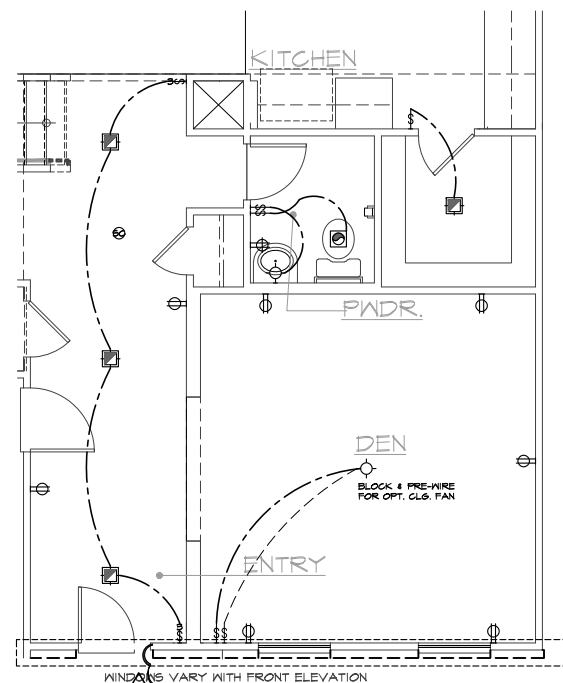 KITCHEN
PWDR.
DEN
BLOCK & PRE-WIRE
FOR OPT. CLG. FAN
ENTRY
WINDOWS VARY WITH FRONT ELEVATION